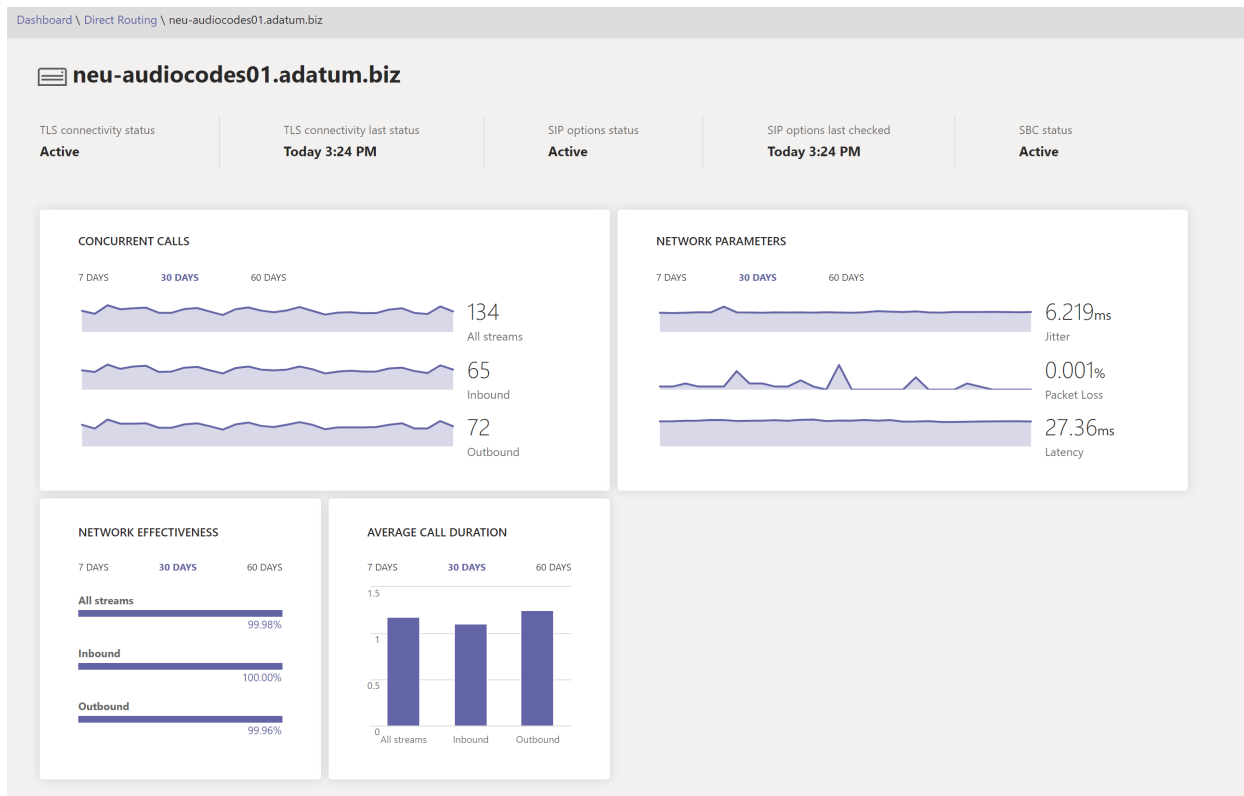 Dashboard \ Direct Routing \ neu-audiocodes01.adatum.biz
neu-audiocodes01.adatum.biz
TLS connectivity status
Active
TLS connectivity last status
Today 3:24 PM
SIP options status
Active
SIP options last checked
Today 3:24 PM
SBC status
Active
CONCURRENT CALLS
7 DAYS 30 DAYS 60 DAYS
134
All streams
65
Inbound
72
Outbound
NETWORK PARAMETERS
7 DAYS 30 DAYS 60 DAYS
6.219ms
Jitter
0.001%
Packet Loss
27.36ms
Latency
NETWORK EFFECTIVENESS
7 DAYS 30 DAYS 60 DAYS
All streams
99.98%
Inbound
100.00%
Outbound
99.96%
AVERAGE CALL DURATION
7 DAYS 30 DAYS 60 DAYS
1.5
1
0.5
0
All streams Inbound Outbound